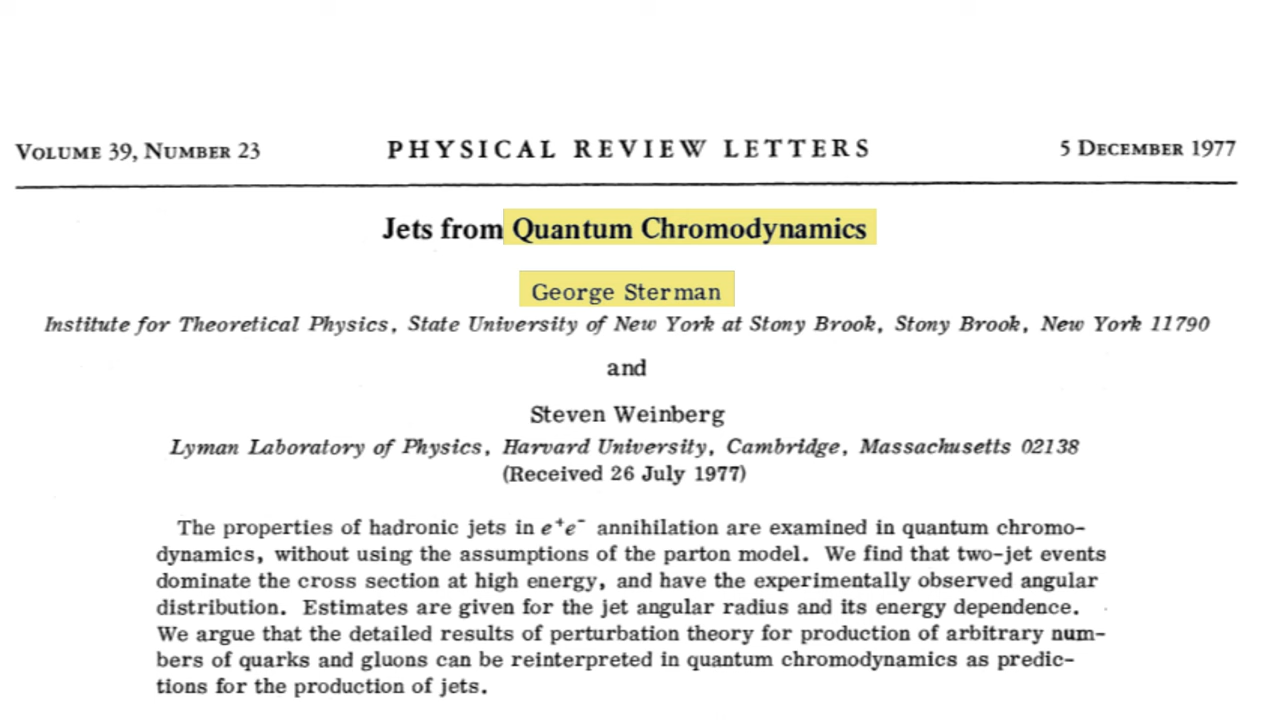 VOLUME 39, NUMBER 23 PHYSICAL REVIEW LETTERS 5 DECEMBER 1977
Jets from Quantum Chromodynamics
George Sterman
Institute for Theoretical Physics, State University of New York at Stony Brook, Stony Brook, New York 11790
and
Steven Weinberg
Lyman Laboratory of Physics, Harvard University, Cambridge, Massachusetts 02138
(Received 26 July 1977)
The properties of hadronic jets in e⁺e⁻ annihilation are examined in quantum chromo-
dynamics, without using the assumptions of the parton model. We find that two-jet events
dominate the cross section at high energy, and have the experimentally observed angular
distribution. Estimates are given for the jet angular radius and its energy dependence.
We argue that the detailed results of perturbation theory for production of arbitrary num-
bers of quarks and gluons can be reinterpreted in quantum chromodynamics as predic-
tions for the production of jets.